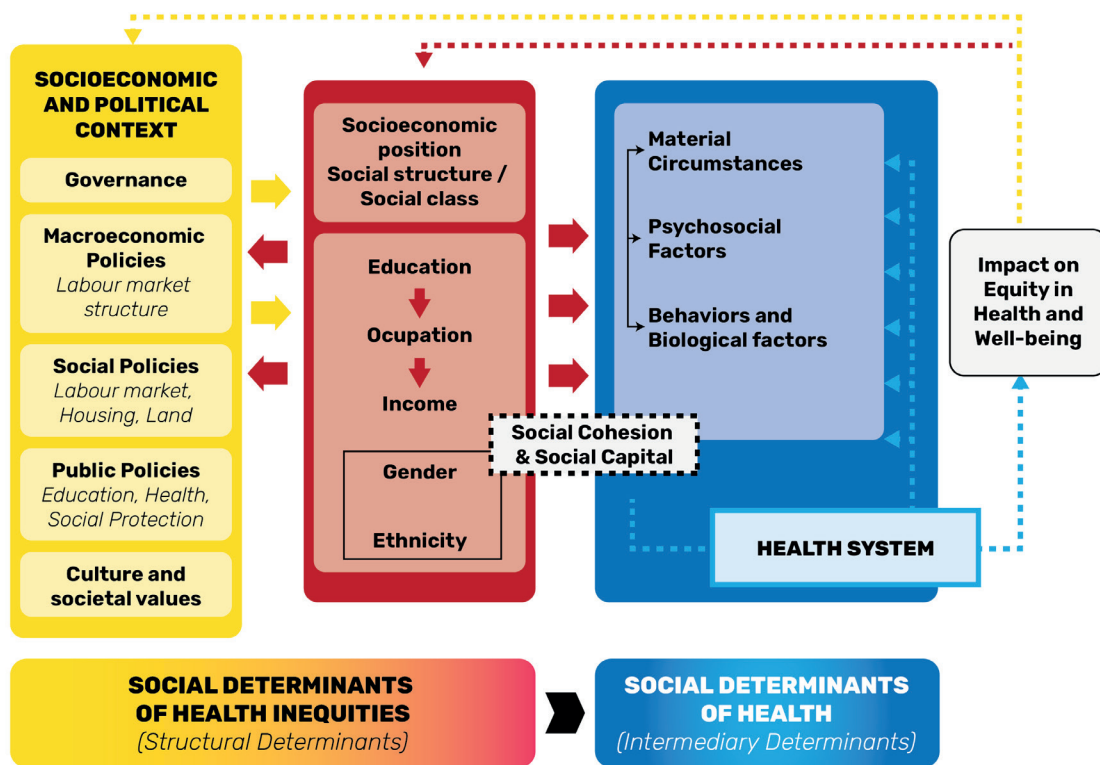 SOCIOECONOMIC
AND POLITICAL
CONTEXT
Governance
Macroeconomic
Policies
Labour market
structure
Social Policies
Labour market,
Housing, Land
Public Policies
Education, Health,
Social Protection
Culture and
societal values
Socioeconomic
position
Social structure /
Social class
Education
Ocupation
Income
Gender
Ethnicity
Social Cohesion
& Social Capital
Material
Circumstances
Psychosocial
Factors
Behaviors and
Biological factors
HEALTH SYSTEM
Impact on
Equity in
Health and
Well-being
SOCIAL DETERMINANTS
OF HEALTH INEQUITIES
(Structural Determinants)
SOCIAL DETERMINANTS
OF HEALTH
(Intermediary Determinants)